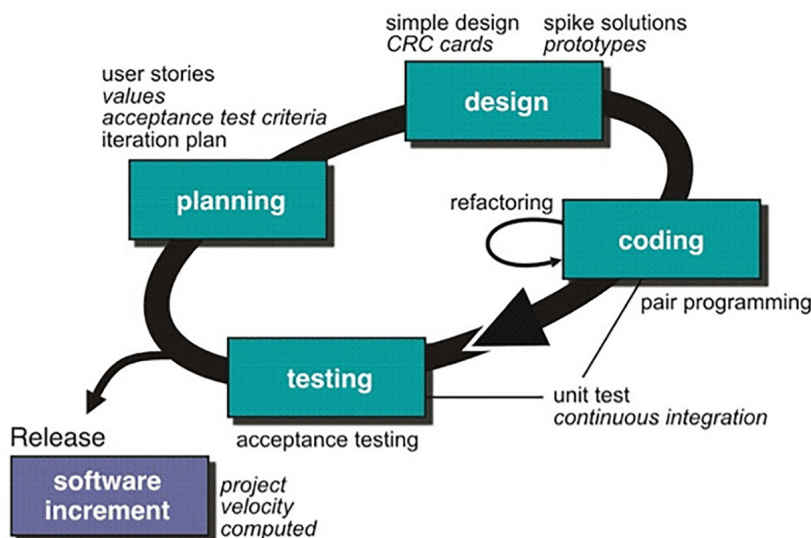 simple design
CRC cards
spike solutions
prototypes
user stories
values
acceptance test criteria
iteration plan
design
planning
refactoring
coding
pair programming
testing
unit test
continuous integration
acceptance testing
Release
software
increment
project
velocity
computed